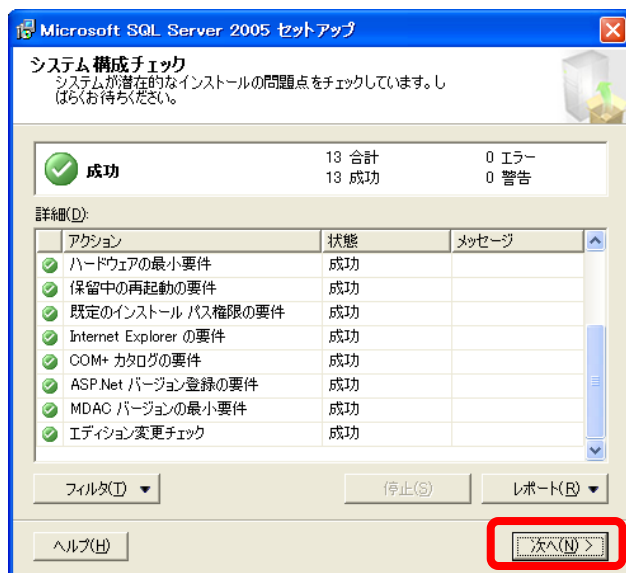 Microsoft SQL Server 2005 セットアップ
システム構成チェック
システムが潜在的なインストールの問題点をチェックしています。し
ばらくお待ちください。
成功 13 合計 0 エラー
13 成功 0 警告
詳細(D):
アクション 状態 メッセージ
ハードウェアの最小要件 成功
保留中の再起動の要件 成功
既定のインストール パス権限の要件 成功
Internet Explorer の要件 成功
COM+ カタログの要件 成功
ASP.Net バージョン登録の要件 成功
MDAC バージョンの最小要件 成功
エディション変更チェック 成功
フィルタ(T) 停止(S) レポート(R)
ヘルプ(H) 次へ(N) >